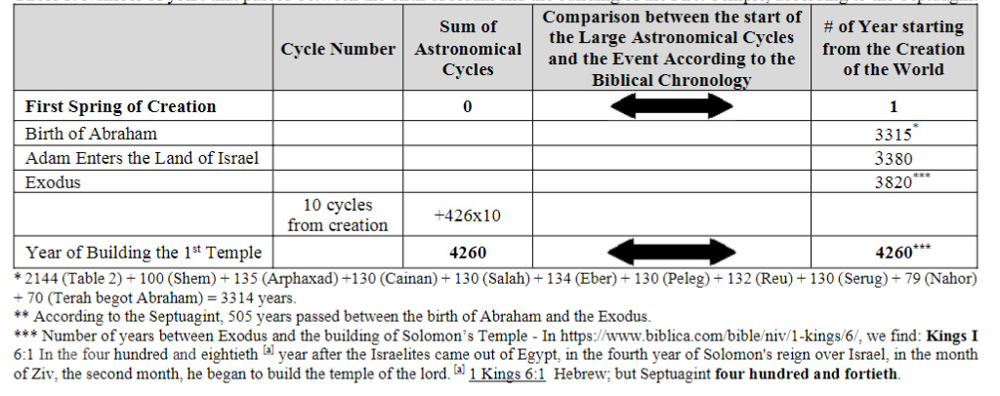 Cycle Number
Sum of
Astronomical
Cycles
Comparison between the start of
the Large Astronomical Cycles
and the Event According to the
Biblical Chronology
# of Year starting
from the Creation
of the World
First Spring of Creation 0 1
Birth of Abraham 3315*
Adam Enters the Land of Israel 3380
Exodus 3820***
10 cycles
from creation
+426x10
Year of Building the 1st Temple 4260 4260***
* 2144 (Table 2) + 100 (Shem) + 135 (Arphaxad) +130 (Cainan) + 130 (Salah) + 134 (Eber) + 130 (Peleg) + 132 (Reu) + 130 (Serug) + 79 (Nahor)
+ 70 (Terah begot Abraham) = 3314 years.
** According to the Septuagint, 505 years passed between the birth of Abraham and the Exodus.
*** Number of years between Exodus and the building of Solomon's Temple - In https://www.biblica.com/bible/niv/1-kings/6/, we find: Kings I
6:1 In the four hundred and eightieth [a] year after the Israelites came out of Egypt, in the fourth year of Solomon's reign over Israel, in the month
of Ziv, the second month, he began to build the temple of the lord. [a] 1 Kings 6:1 Hebrew; but Septuagint four hundred and fortieth.